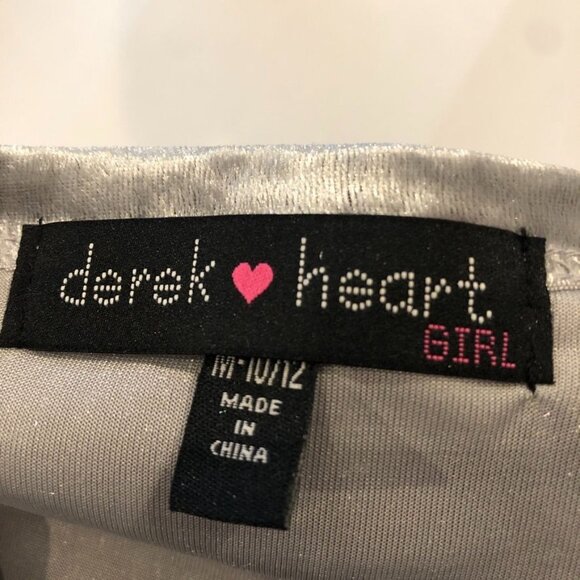 derek heart
GIRL
M-10/12
MADE
IN
CHINA